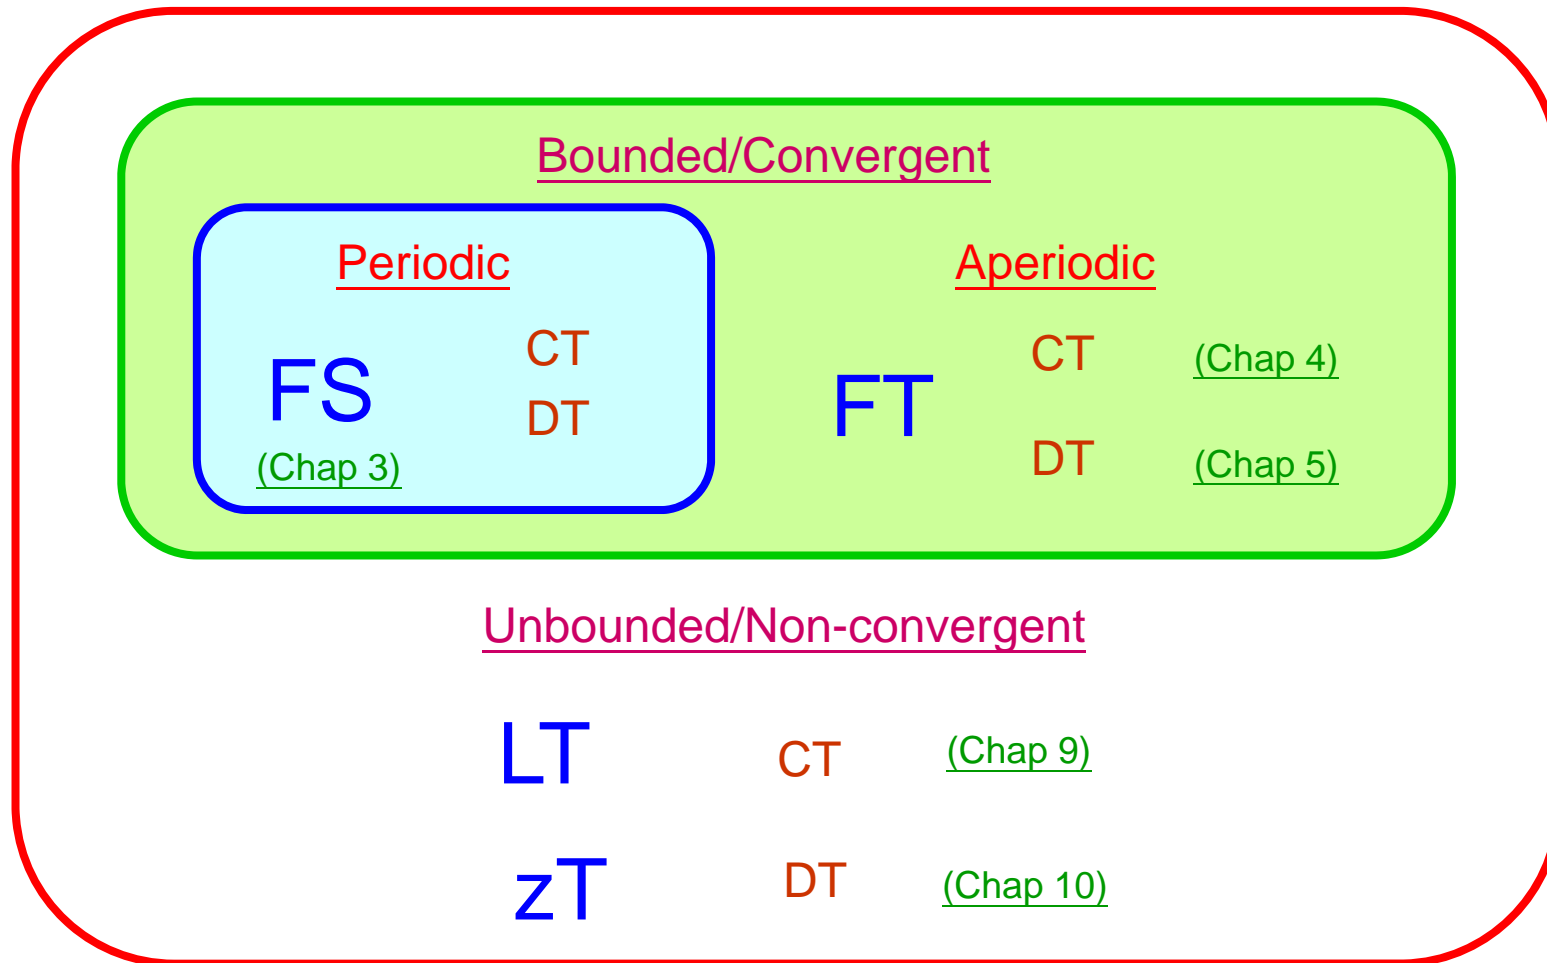 Bounded/Convergent
Periodic
FS
CT
DT
(Chap 3)
Aperiodic
FT
CT
(Chap 4)
DT
(Chap 5)
Unbounded/Non-convergent
LT CT (Chap 9)
zT DT (Chap 10)